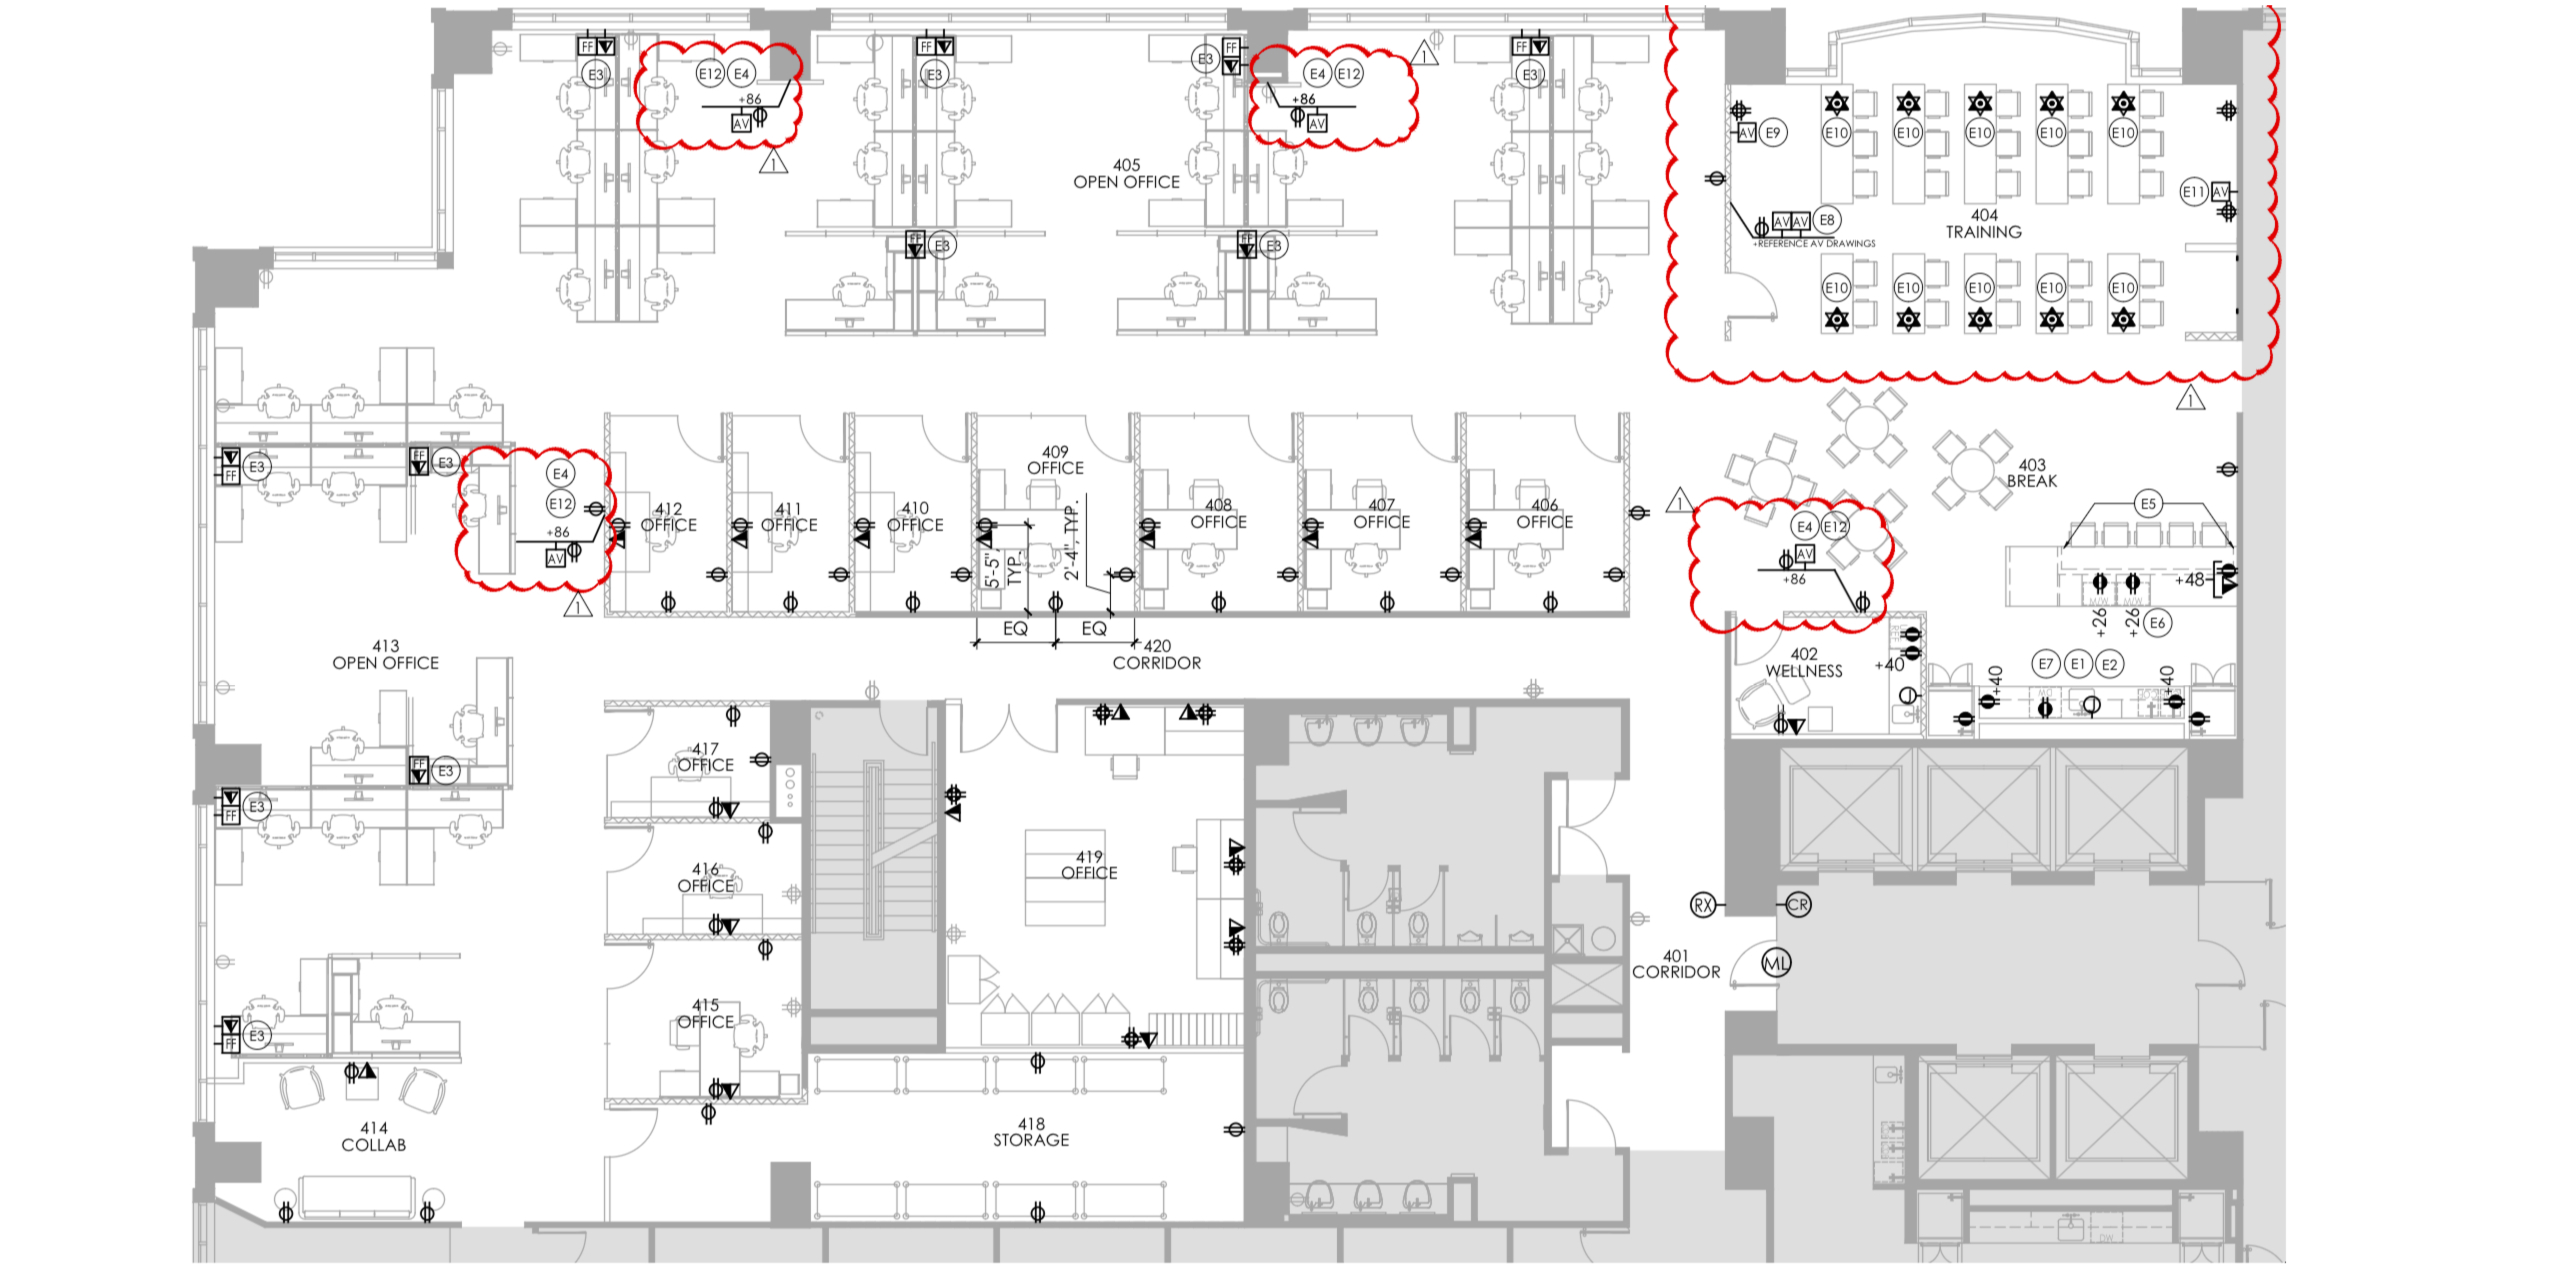 FF
FF
FF
FF
E3
E12 E4
E3
E3
E4 E12
E3
1
+86
+86
AV
AV
1
AV E9
E10 E10 E10 E10 E10
405
OPEN OFFICE
E11 AV
AV AV E8
+REFERENCE AV DRAWINGS
404
TRAINING
FF E3
FF E3
E10 E10 E10 E10 E10
1
409
OFFICE
403
BREAK
FF E3
FF E3
E4
E12
+86
AV
1
412
OFFICE
411
OFFICE
410
OFFICE
408
OFFICE
407
OFFICE
406
OFFICE
5'-5",
TYP.
2'-4", TYP.
EQ EQ
1
E4 E12
AV
+86
E5
+48
M/W M/W
+26 +26 E6
413
OPEN OFFICE
420
CORRIDOR
402
WELLNESS
REF
+40
E7 E1 E2
+40
+40
DW
FF E3
FF E3
417
OFFICE
416
OFFICE
419
OFFICE
RX CR
401
CORRIDOR
ML
FF E3
415
OFFICE
414
COLLAB
418
STORAGE
DW